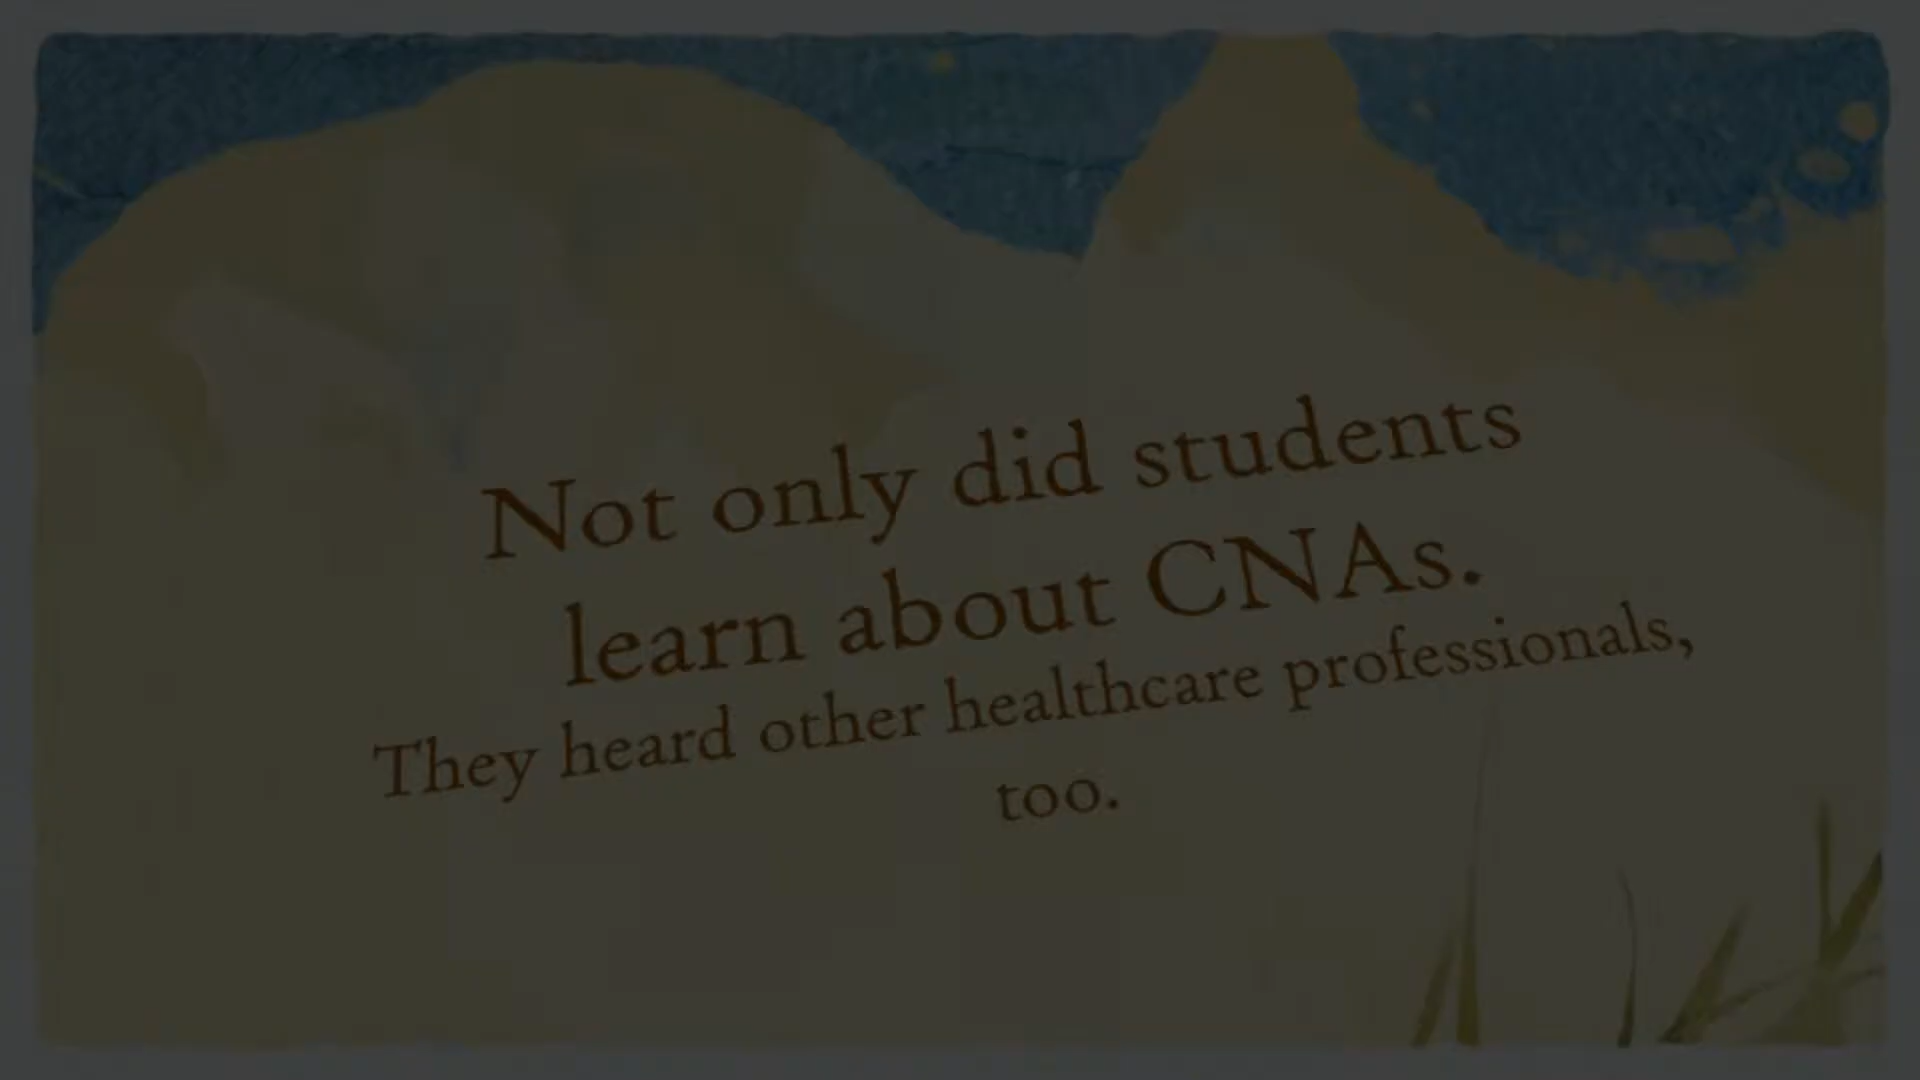 Not only did students
learn about CNAs.
They heard other healthcare professionals,
too.